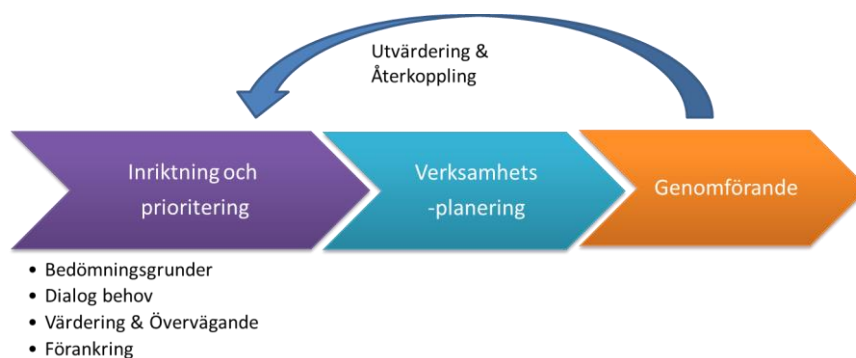 Utvärdering &
Återkoppling
Inriktning och
prioritering
Verksamhets
-planering
Genomförande
• Bedömningsgrunder
• Dialog behov
• Värdering & Övervägande
• Förankring